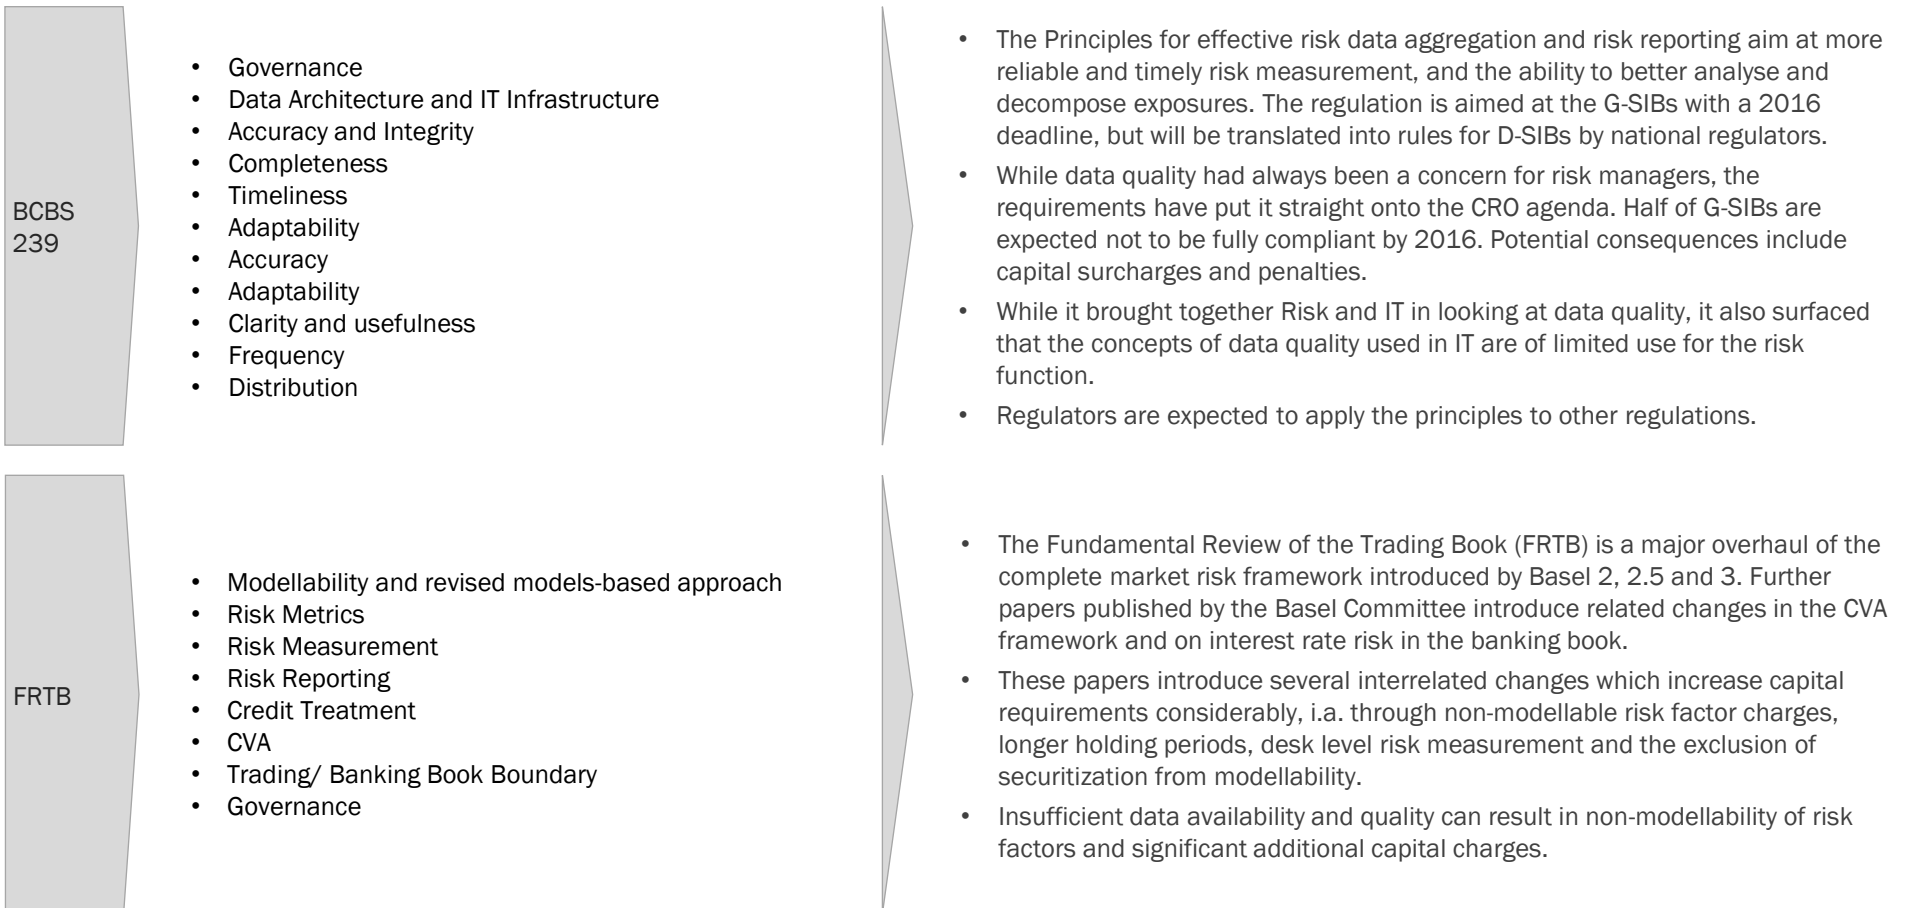 BCBS
239
• Governance
• Data Architecture and IT Infrastructure
• Accuracy and Integrity
• Completeness
• Timeliness
• Adaptability
• Accuracy
• Adaptability
• Clarity and usefulness
• Frequency
• Distribution
• The Principles for effective risk data aggregation and risk reporting aim at more
reliable and timely risk measurement, and the ability to better analyse and
decompose exposures. The regulation is aimed at the G-SIBs with a 2016
deadline, but will be translated into rules for D-SIBs by national regulators.
• While data quality had always been a concern for risk managers, the
requirements have put it straight onto the CRO agenda. Half of G-SIBs are
expected not to be fully compliant by 2016. Potential consequences include
capital surcharges and penalties.
• While it brought together Risk and IT in looking at data quality, it also surfaced
that the concepts of data quality used in IT are of limited use for the risk
function.
• Regulators are expected to apply the principles to other regulations.
FRTB
• Modellability and revised models-based approach
• Risk Metrics
• Risk Measurement
• Risk Reporting
• Credit Treatment
• CVA
• Trading/ Banking Book Boundary
• Governance
• The Fundamental Review of the Trading Book (FRTB) is a major overhaul of the
complete market risk framework introduced by Basel 2, 2.5 and 3. Further
papers published by the Basel Committee introduce related changes in the CVA
framework and on interest rate risk in the banking book.
• These papers introduce several interrelated changes which increase capital
requirements considerably, i.a. through non-modellable risk factor charges,
longer holding periods, desk level risk measurement and the exclusion of
securitization from modellability.
• Insufficient data availability and quality can result in non-modellability of risk
factors and significant additional capital charges.